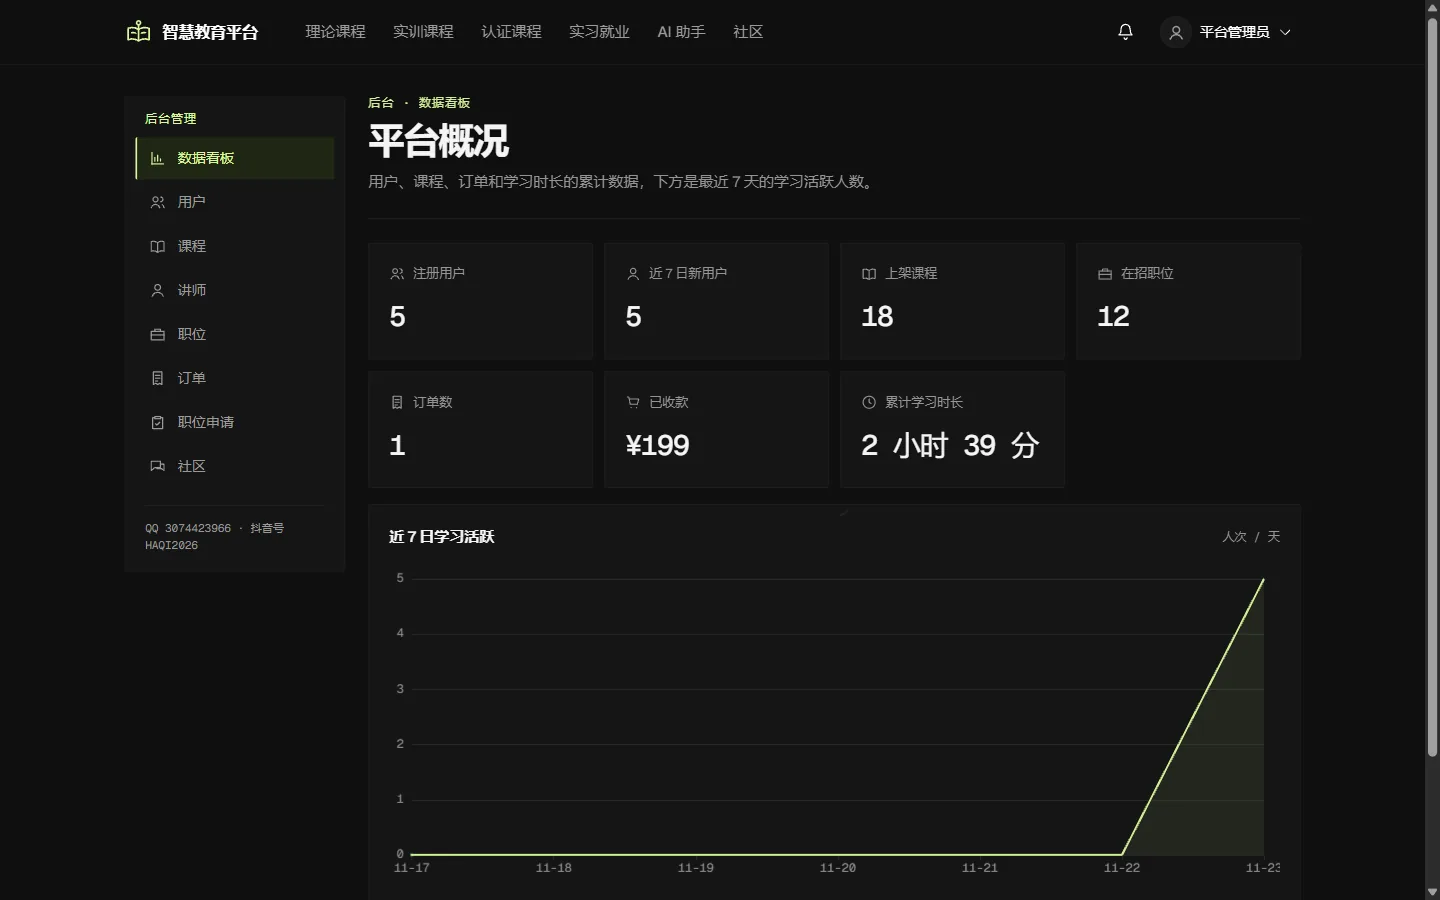 智慧教育平台 理论课程 实训课程 认证课程 实习就业 AI 助手 社区 平台管理员
后台管理
数据看板
用户
课程
讲师
职位
订单
职位申请
社区
QQ 3074423966 · 抖音号
HAQI2026
后台 · 数据看板
平台概况
用户、课程、订单和学习时长的累计数据，下方是最近 7 天的学习活跃人数。
注册用户
5
近 7 日新用户
5
上架课程
18
在招职位
12
订单数
1
已收款
¥199
累计学习时长
2 小时 39 分
近 7 日学习活跃
人次 / 天
5
4
3
2
1
0
11-17 11-18 11-19 11-20 11-21 11-22 11-23